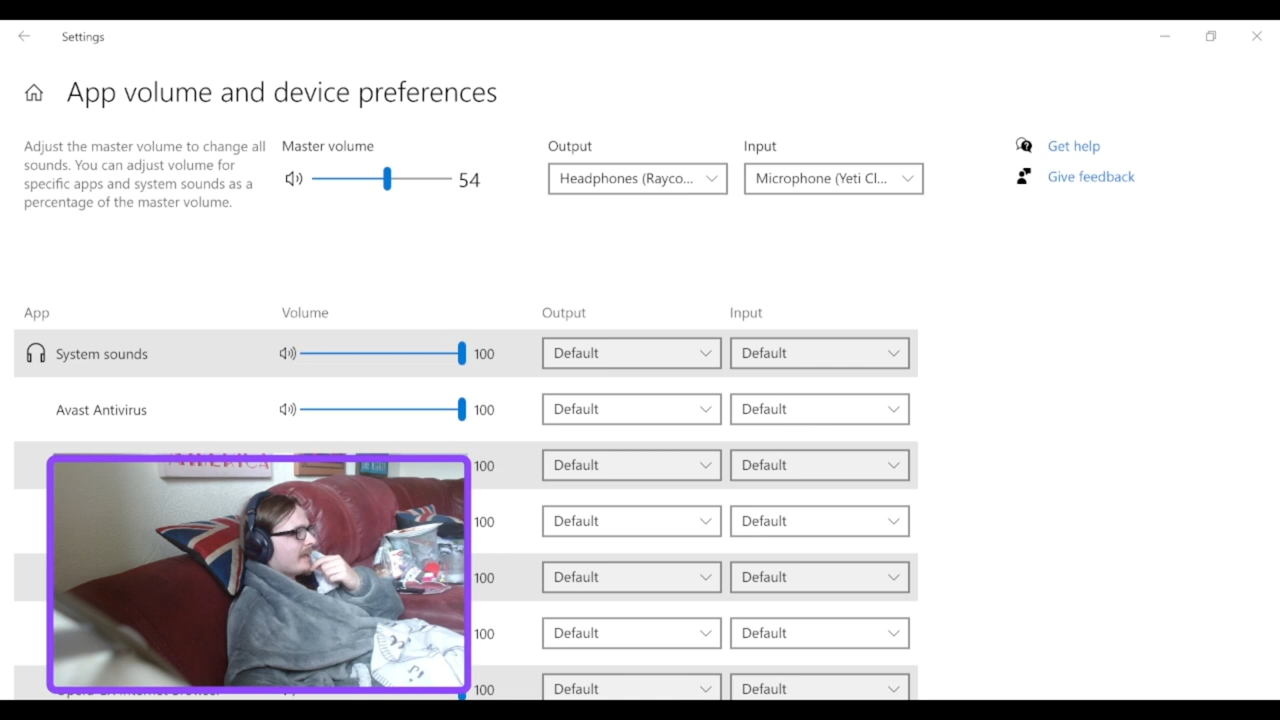 Settings
App volume and device preferences
Adjust the master volume to change all
sounds. You can adjust volume for
specific apps and system sounds as a
percentage of the master volume.
Master volume
54
Output
Headphones (Rayco...
Input
Microphone (Yeti Cl...
Get help
Give feedback
App Volume Output Input
System sounds 100 Default Default
Avast Antivirus 100 Default Default
AMERICA
100 Default Default
100 Default Default
100 Default Default
100 Default Default
100 Default Default